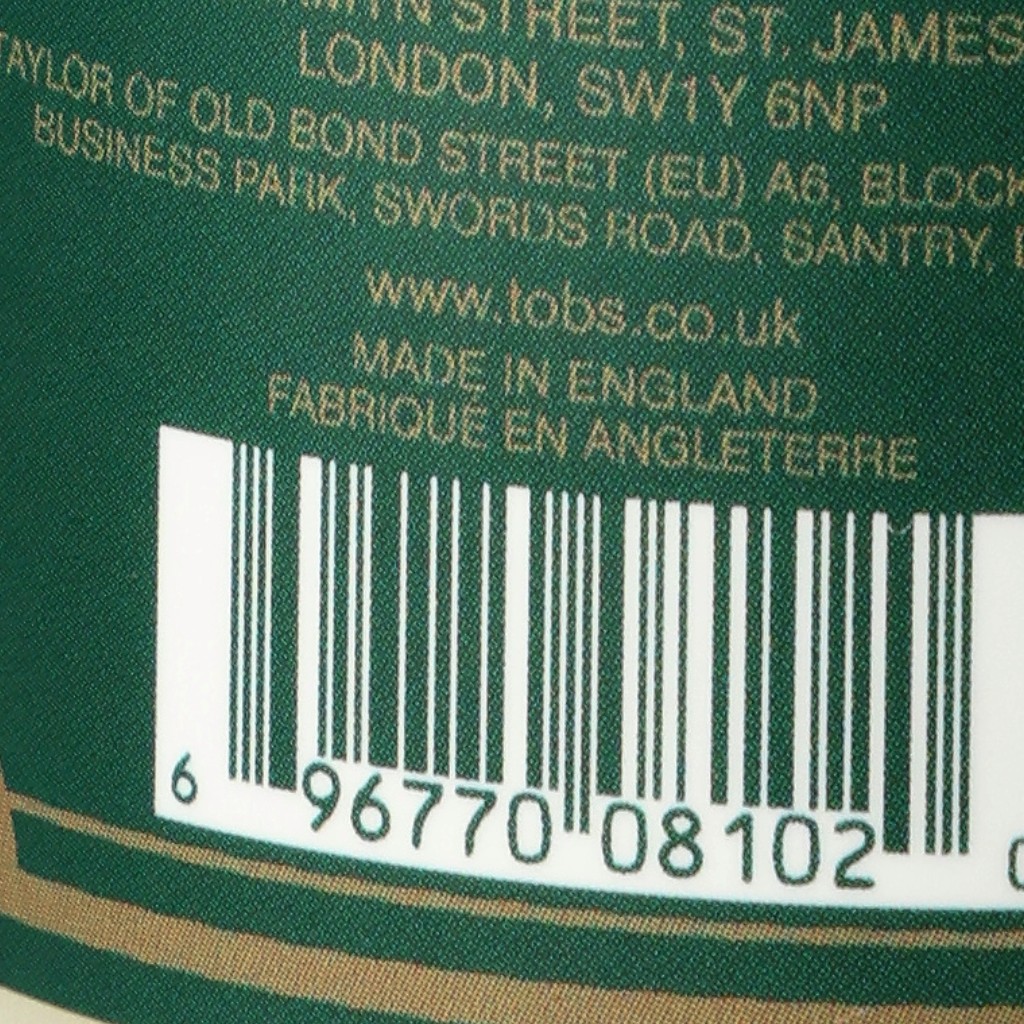 STREET, ST. JAMES
LONDON, SW1Y 6NP.
TAYLOR OF OLD BOND STREET (EU) A6, BLOCK
BUSINESS PARK, SWORDS ROAD, SANTRY,
www.tobs.co.uk
MADE IN ENGLAND
FABRIQUÉ EN ANGLETERRE
6 96770 08102 0